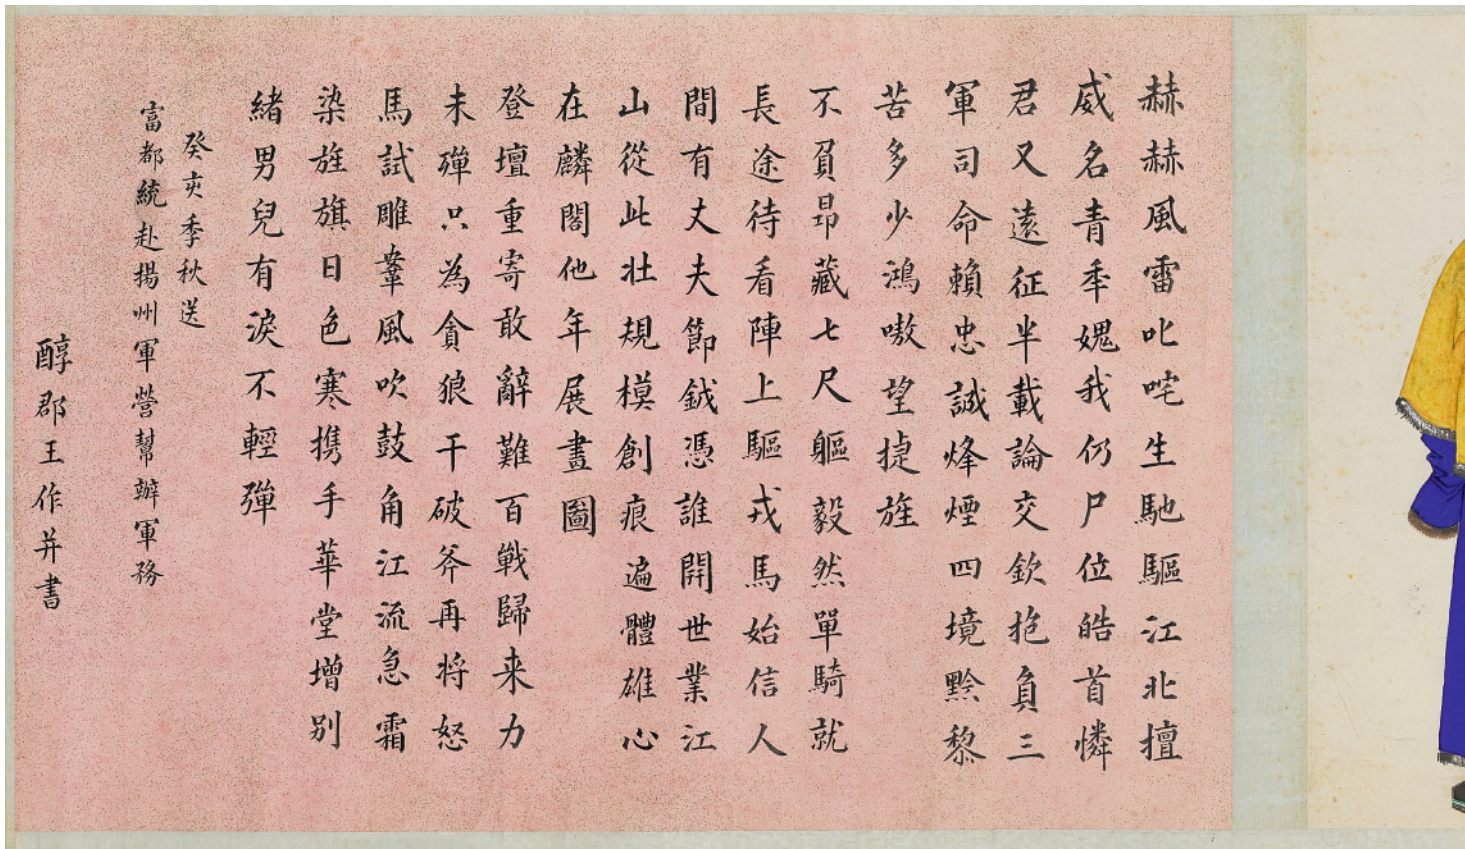 赫赫風雷叱咤生馳驅江北擅
威名青年媿我仍尸位皓首憐
君又遠征半載論交欽抱負三
軍司命賴忠誠烽煙四境黔黎
苦多少鴻嗷望捷旌
不負昂藏七尺軀毅然單騎就
長途待看陣上驅戎馬始信人
間有丈夫節鉞憑誰開世業江
山從此壯規模創痕遍體雄心
在麟閣他年展畫圖
登壇重寄敢辭難百戰歸来力
未殫只為貪狼干破斧再將怒
馬試雕鞌風吹鼓角江流急霜
染旌旗日色寒携手華堂增別
緒男兒有淚不輕彈
癸亥季秋送
富都統赴揚州軍營幫辦軍務
醇郡王作并書